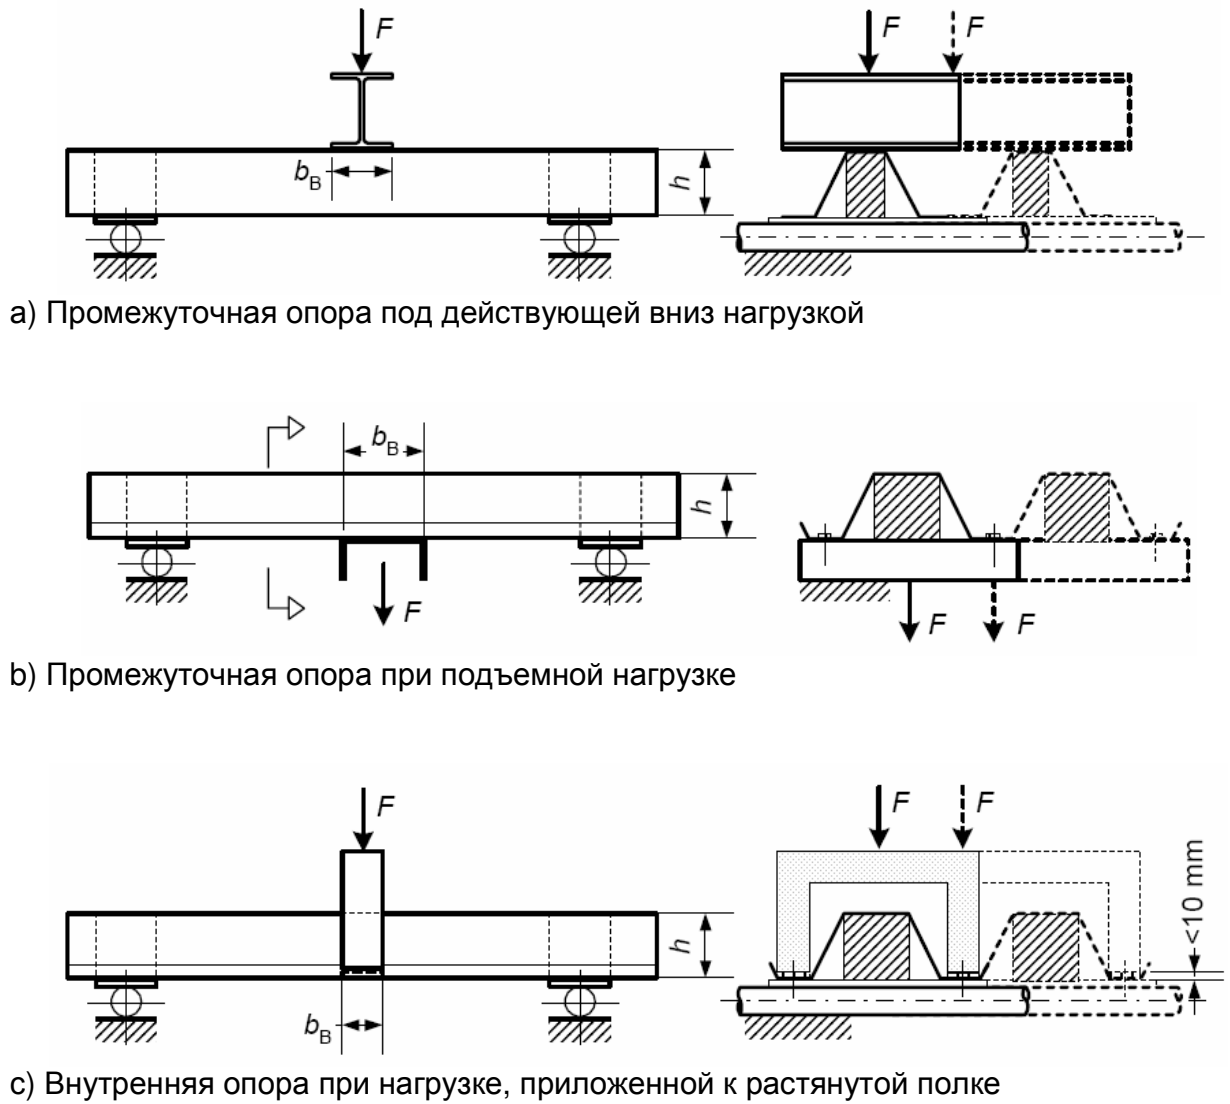 F F F
b_B
h
a) Промежуточная опора под действующей вниз нагрузкой
b_B
h
F F F
b) Промежуточная опора при подъемной нагрузке
F F F
h
<10 mm
b_B
c) Внутренняя опора при нагрузке, приложенной к растянутой полке